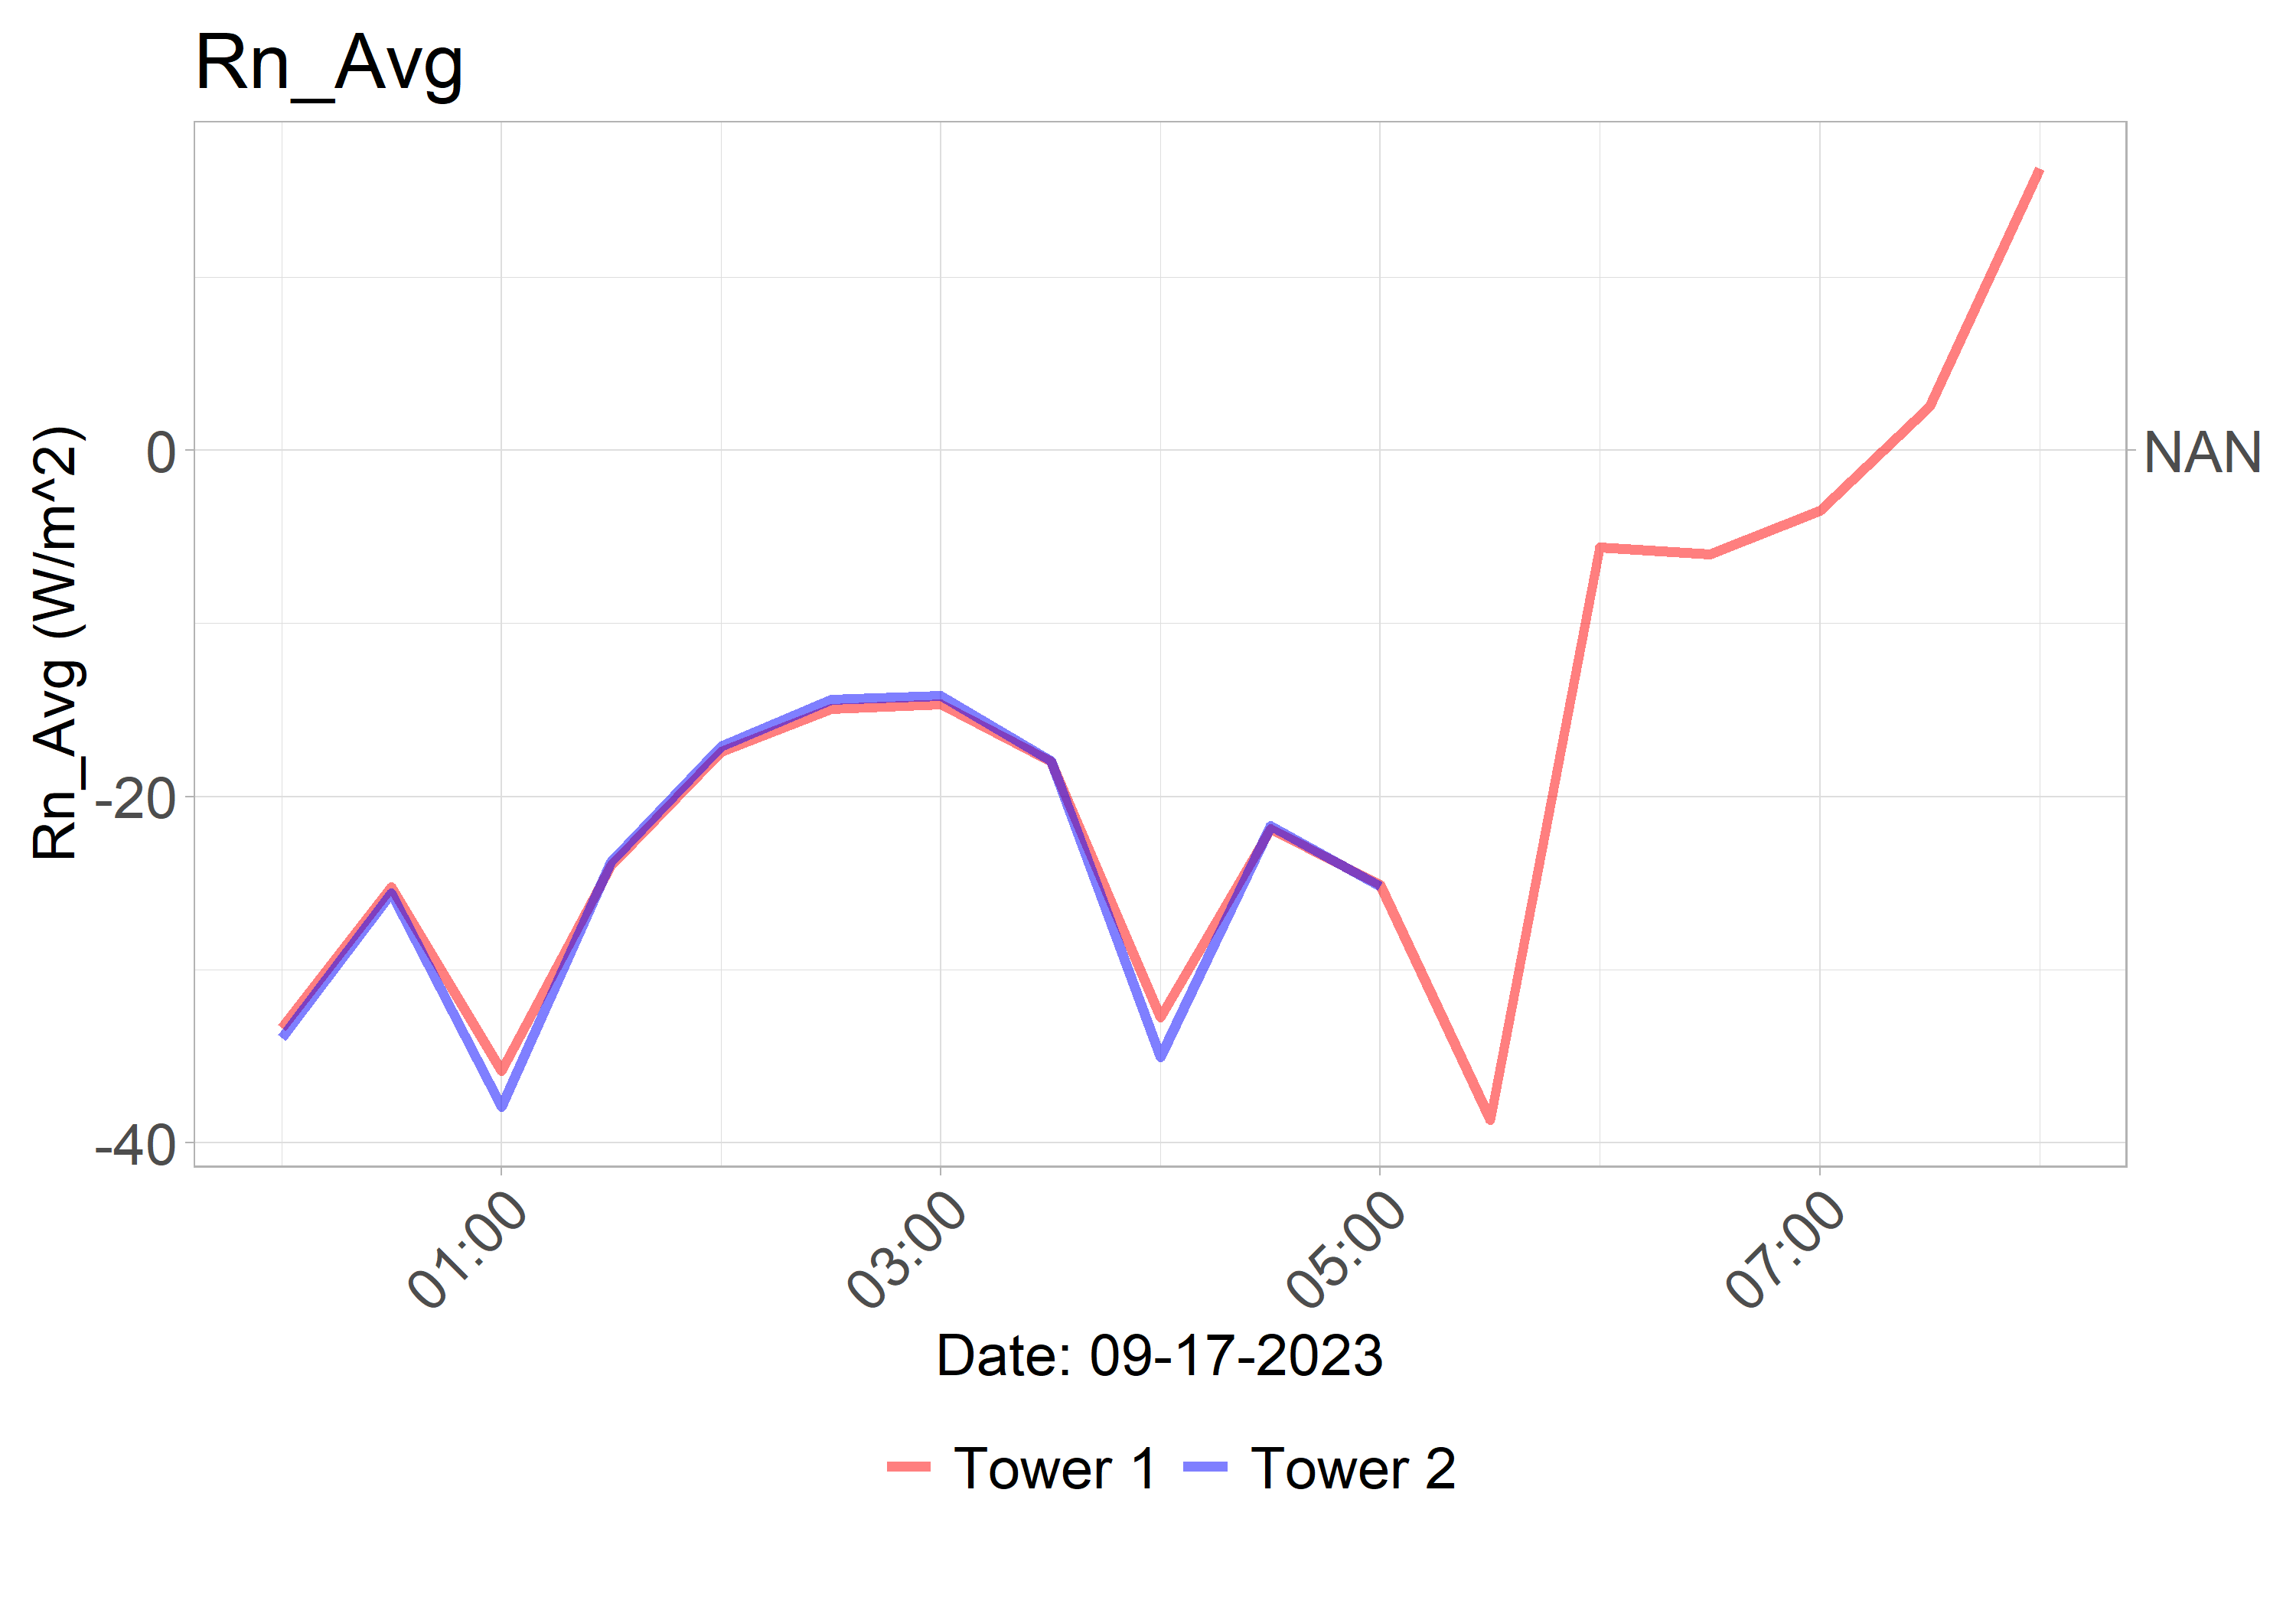 Rn_Avg
Rn_Avg (W/m^2)
0
-20
-40
NAN
01:00
03:00
05:00
07:00
Date: 09-17-2023
Tower 1
Tower 2